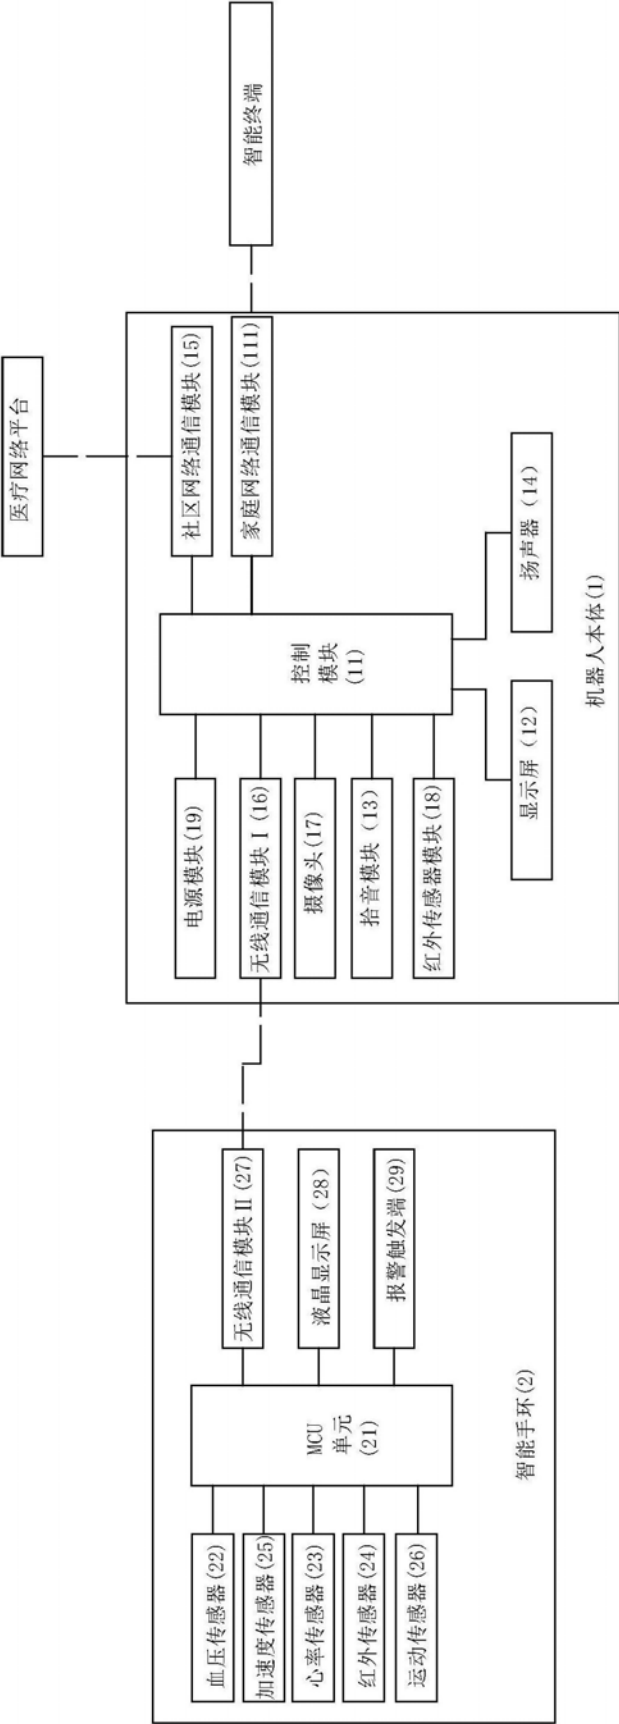 血压传感器(22)
加速度传感器(25)
心率传感器(23)
红外传感器(24)
运动传感器(26)
MCU
单元
(21)
无线通信模块Ⅱ(27)
液晶显示屏（28）
报警触发端(29)
智能手环(2)
电源模块(19)
无线通信模块Ⅰ(16)
摄像头(17)
拾音模块（13）
红外传感器模块(18)
控制
模块
(11)
社区网络通信模块(15)
家庭网络通信模块(111)
显示屏（12）
扬声器（14）
机器人本体(1)
医疗网络平台
智能终端